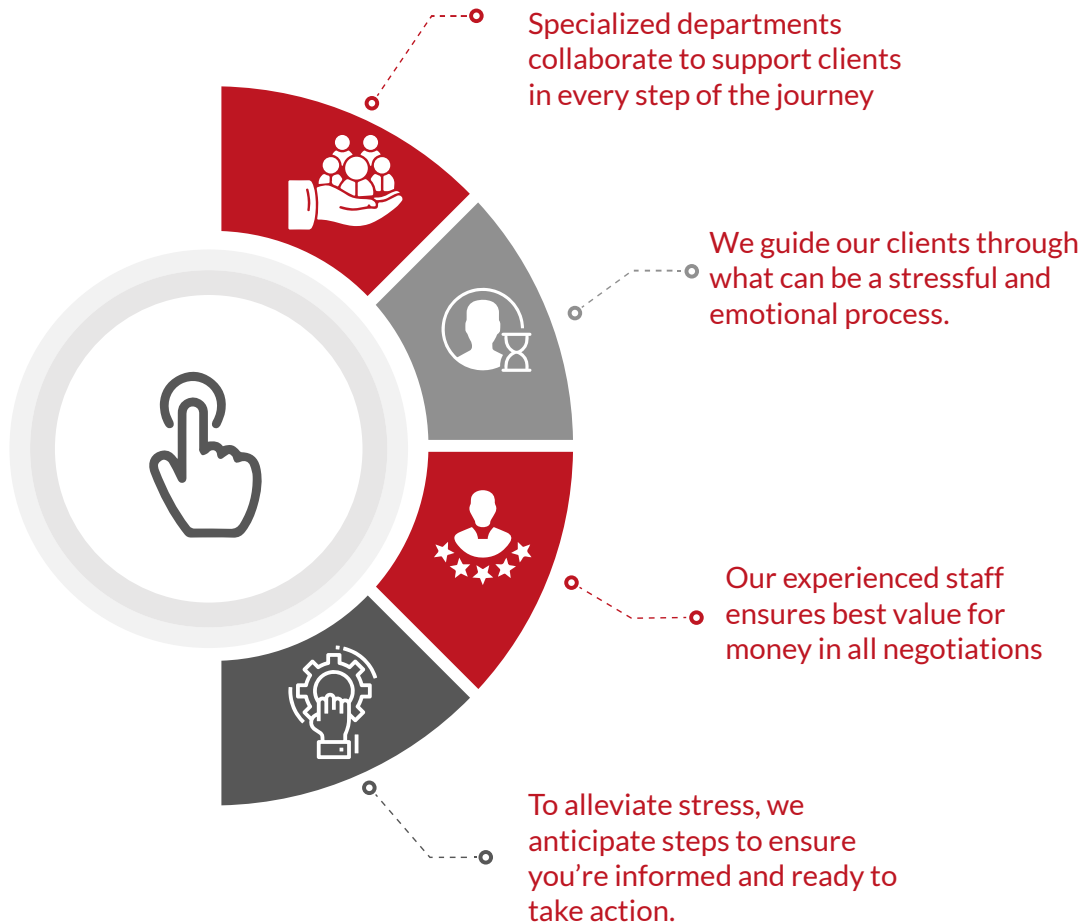 Specialized departments
collaborate to support clients
in every step of the journey
We guide our clients through
what can be a stressful and
emotional process.
Our experienced staff
ensures best value for
money in all negotiations
To alleviate stress, we
anticipate steps to ensure
you’re informed and ready to
take action.